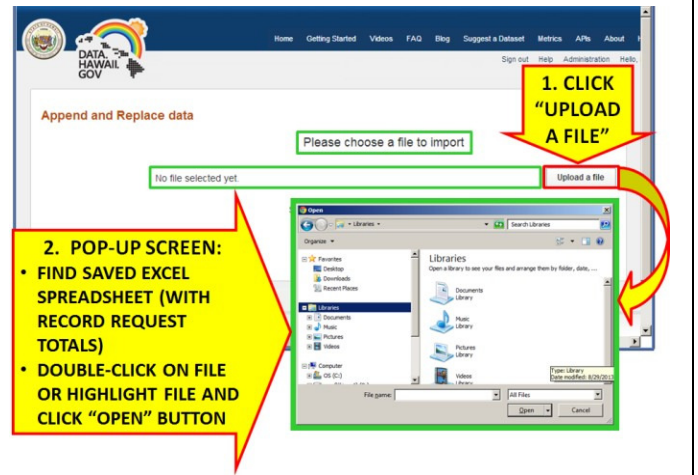 Home Getting Started Videos FAQ Blog Suggest a Dataset Metrics APIs About
DATA.
HAWAII.
GOV
Sign out Help Administration Hello,
1. CLICK
“UPLOAD
A FILE”
Append and Replace data
Please choose a file to import
No file selected yet.
Upload a file
2. POP-UP SCREEN:
• FIND SAVED EXCEL
SPREADSHEET (WITH
RECORD REQUEST
TOTALS)
• DOUBLE-CLICK ON FILE
OR HIGHLIGHT FILE AND
CLICK “OPEN” BUTTON
Open
Libraries
Search Libraries
Organize
Favorites
Desktop
Downloads
Recent Places
Libraries
Documents
Music
Pictures
Videos
Computer
OS (C:)
Libraries
Open a library to see your files and arrange them by folder, date, ...
Documents
Library
Music
Library
Pictures
Library
Videos
Library
Type: Library
Date modified: 8/29/2013
File name:
All Files
Open
Cancel